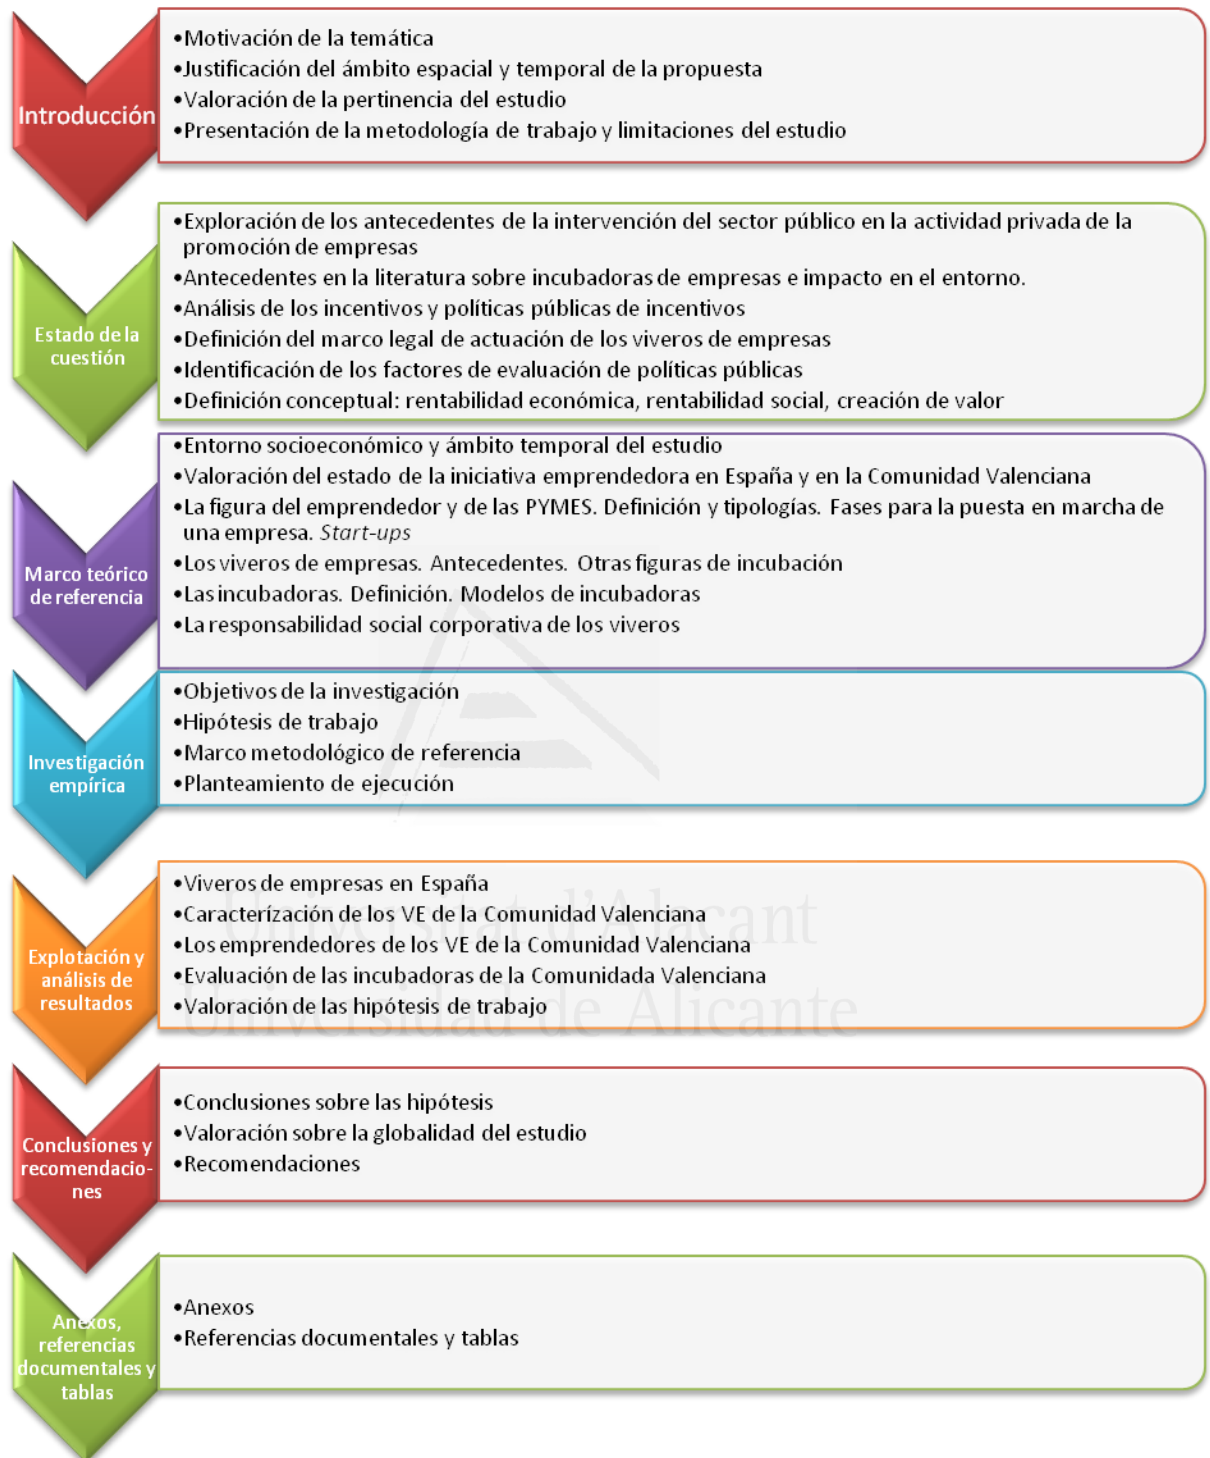 Introducción
•Motivación de la temática
•Justificación del ámbito espacial y temporal de la propuesta
•Valoración de la pertinencia del estudio
•Presentación de la metodología de trabajo y limitaciones del estudio
Estado de la
cuestión
•Exploración de los antecedentes de la intervención del sector público en la actividad privada de la
promoción de empresas
•Antecedentes en la literatura sobre incubadoras de empresas e impacto en el entorno.
•Análisis de los incentivos y políticas públicas de incentivos
•Definición del marco legal de actuación de los viveros de empresas
•Identificación de los factores de evaluación de políticas públicas
•Definición conceptual: rentabilidad económica, rentabilidad social, creación de valor
Marco teórico
de referencia
•Entorno socioeconómico y ámbito temporal del estudio
•Valoración del estado de la iniciativa emprendedora en España y en la Comunidad Valenciana
•La figura del emprendedor y de las PYMES. Definición y tipologías. Fases para la puesta en marcha de
una empresa. Start-ups
•Los viveros de empresas. Antecedentes. Otras figuras de incubación
•Las incubadoras. Definición. Modelos de incubadoras
•La responsabilidad social corporativa de los viveros
Investigación
empírica
•Objetivos de la investigación
•Hipótesis de trabajo
•Marco metodológico de referencia
•Planteamiento de ejecución
Explotación y
análisis de
resultados
•Viveros de empresas en España
•Caracterízación de los VE de la Comunidad Valenciana
•Los emprendedores de los VE de la Comunidad Valenciana
•Evaluación de las incubadoras de la Comunidada Valenciana
•Valoración de las hipótesis de trabajo
Universitat d'Alacant
Universidad de Alicante
Conclusiones y
recomendacio-
nes
•Conclusiones sobre las hipótesis
•Valoración sobre la globalidad del estudio
•Recomendaciones
Anexos,
referencias
documentales y
tablas
•Anexos
•Referencias documentales y tablas